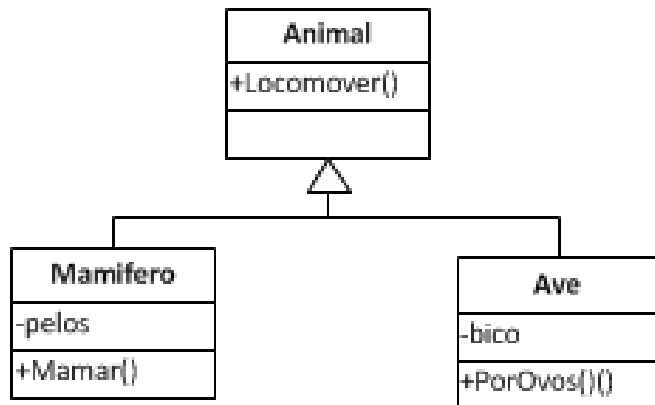 Animal
+Locomover()
Mamifero
-pelos
+Mamar()
Ave
-bico
+PorOvos()()